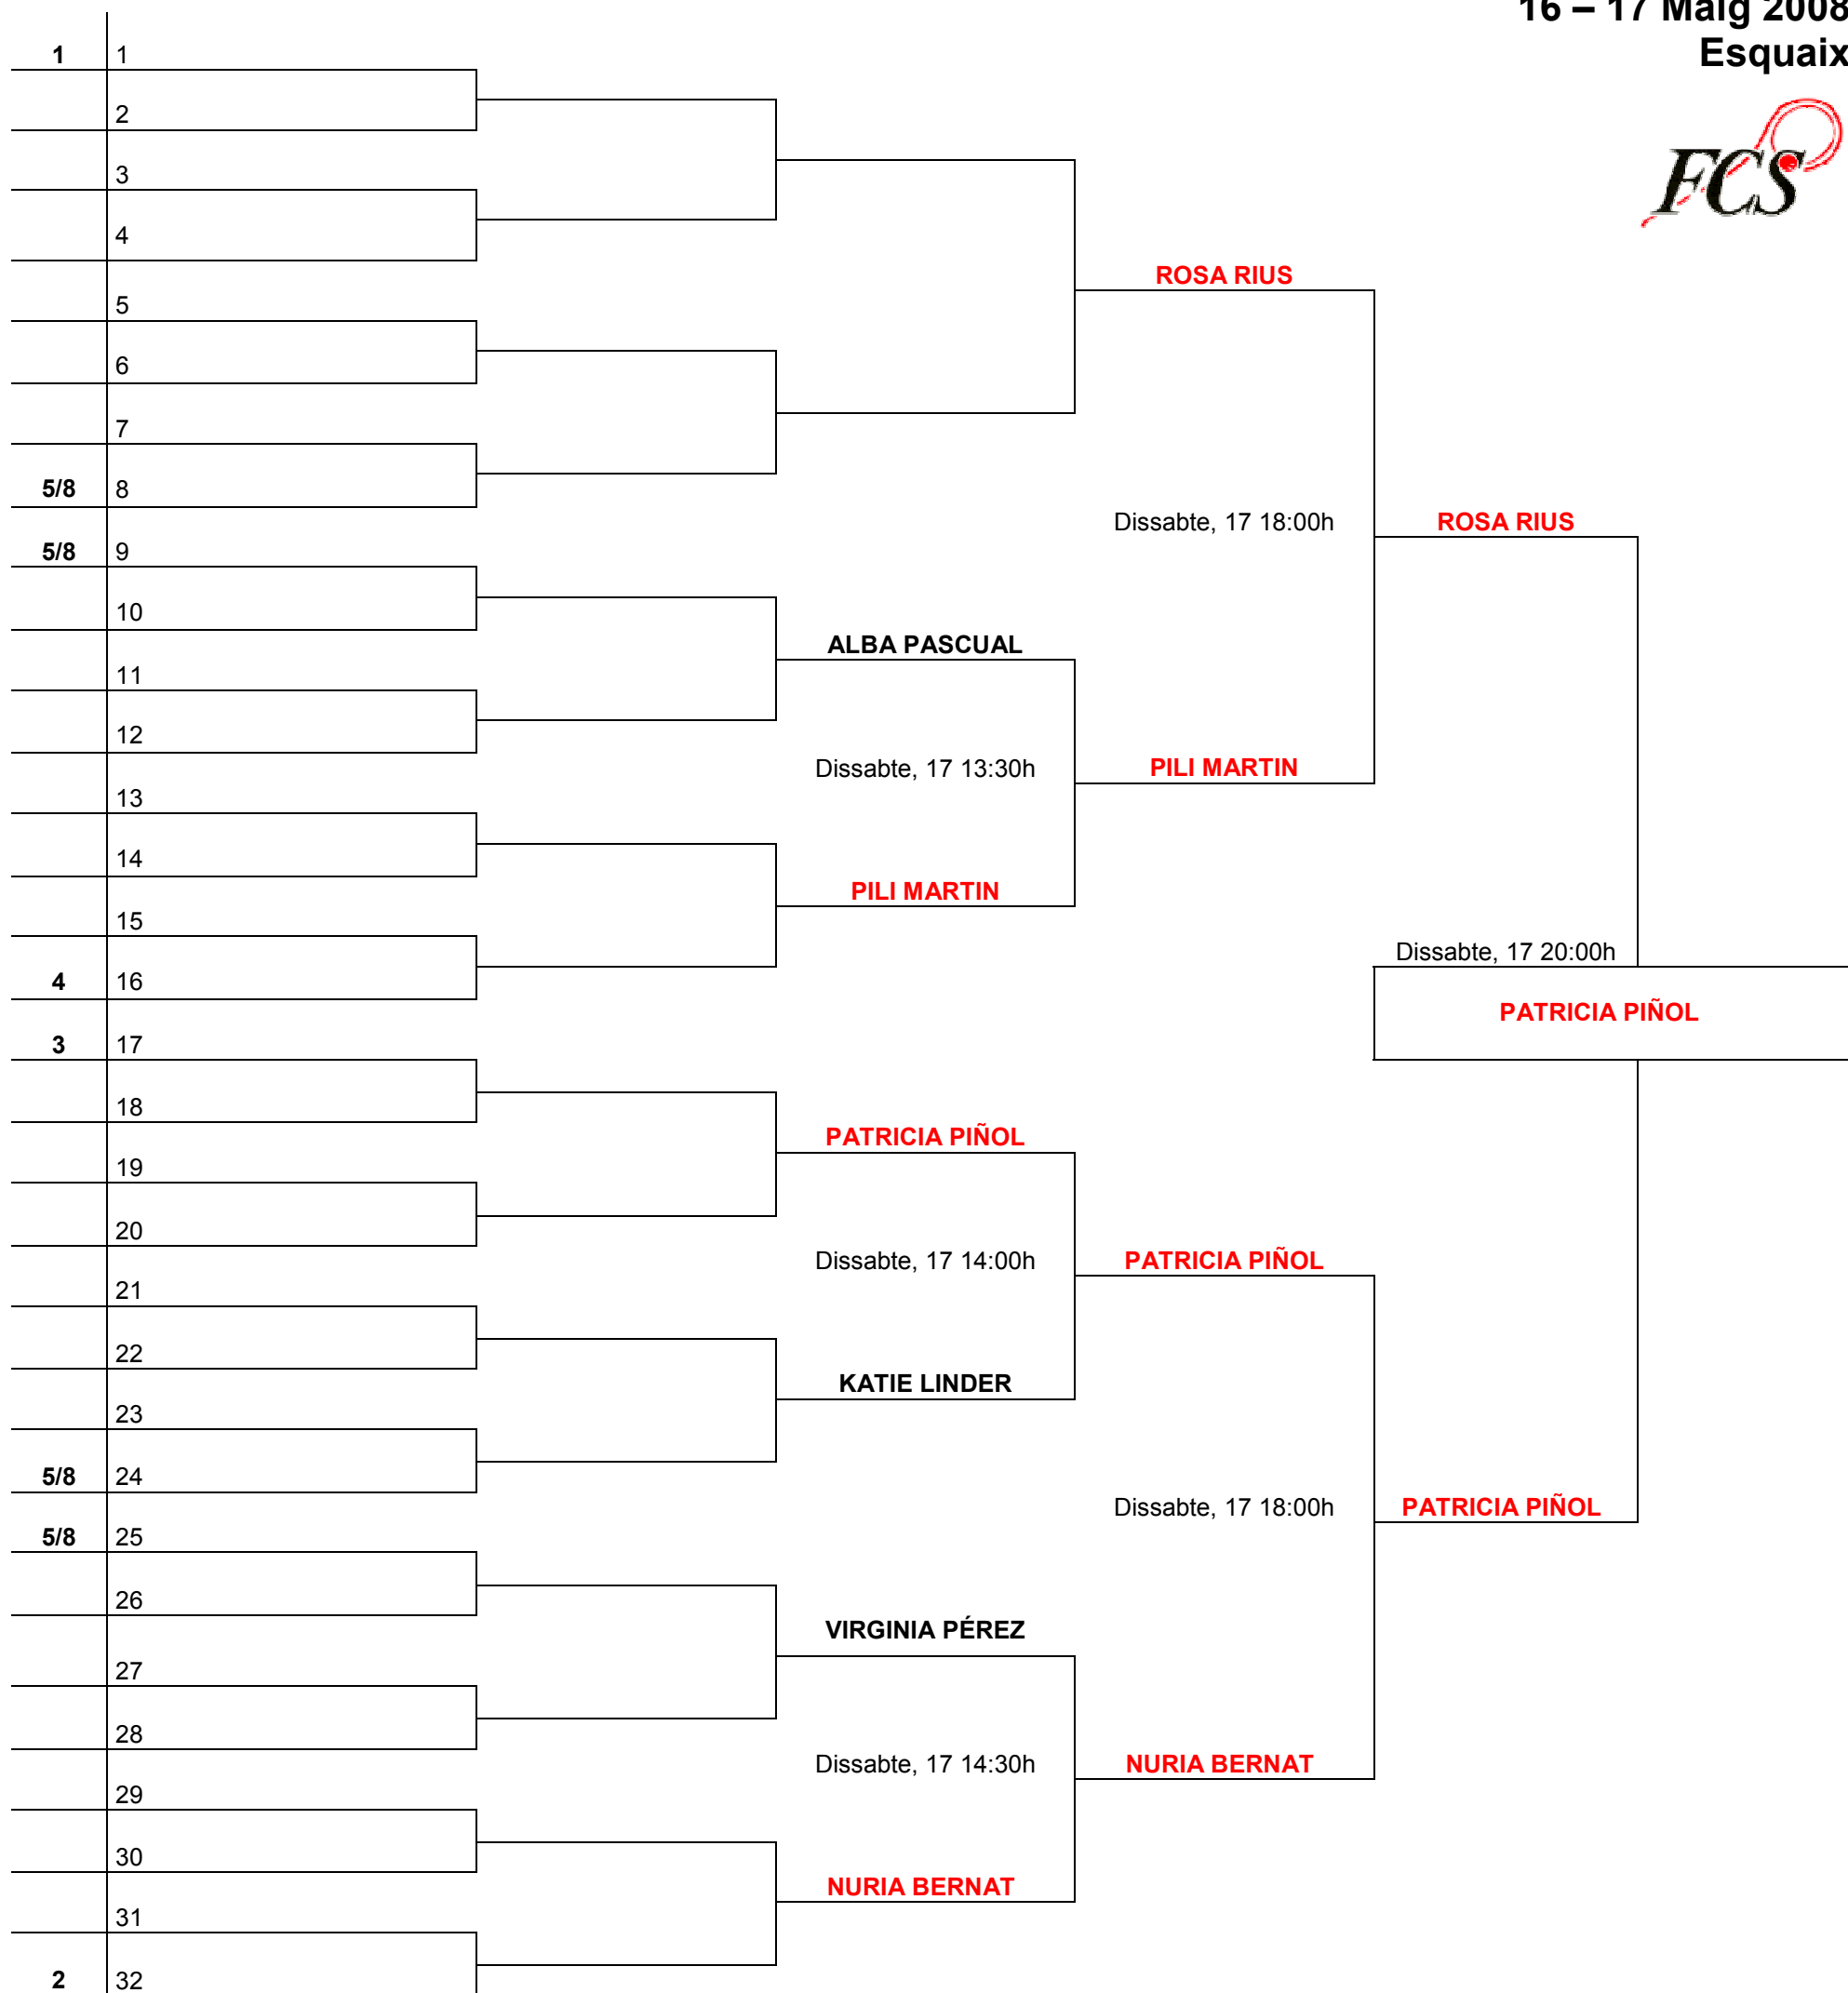 16 – 17 Maig 2008
Esquaix
FCS
1 1
2
3
4
ROSA RIUS
5
6
7
5/8 8
Dissabte, 17 18:00h ROSA RIUS
5/8 9
10
ALBA PASCUAL
11
12
Dissabte, 17 13:30h PILI MARTIN
13
14
PILI MARTIN
15
Dissabte, 17 20:00h
4 16
PATRICIA PIÑOL
3 17
18
PATRICIA PIÑOL
19
20
Dissabte, 17 14:00h PATRICIA PIÑOL
21
22
KATIE LINDER
23
5/8 24
Dissabte, 17 18:00h PATRICIA PIÑOL
5/8 25
26
VIRGINIA PÉREZ
27
28
Dissabte, 17 14:30h NURIA BERNAT
29
30
NURIA BERNAT
31
2 32